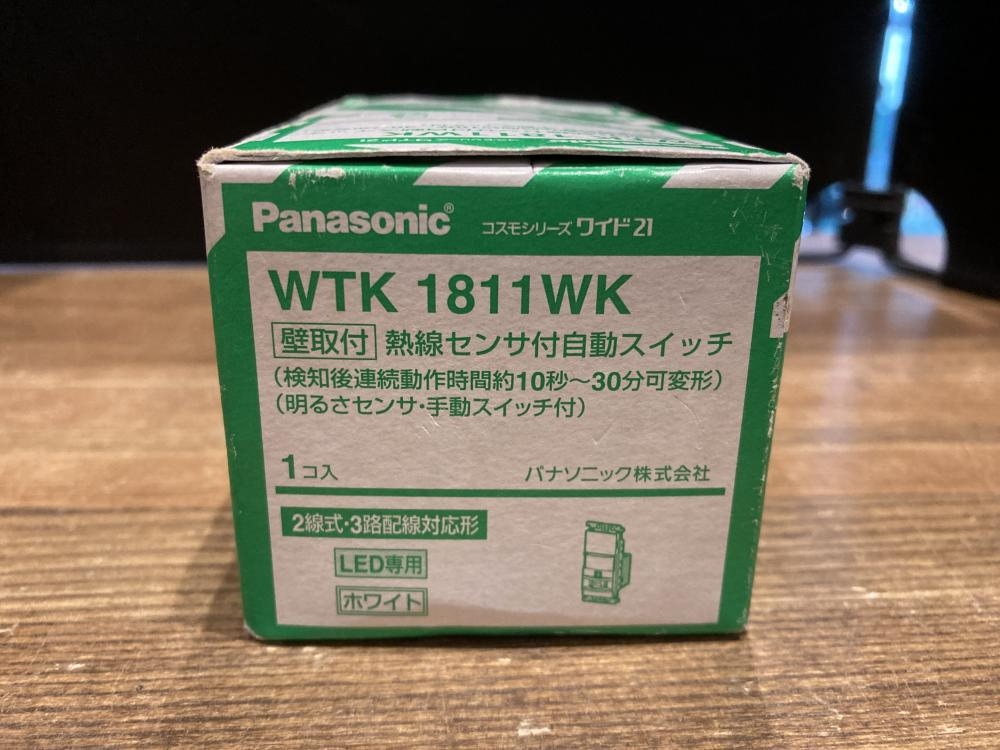 Panasonic® コスモシリーズ ワイド21
WTK 1811WK
壁取付 熱線センサ付自動スイッチ
(検知後連続動作時間約10秒〜30分可変形)
(明るさセンサ・手動スイッチ付)
1コ入 パナソニック株式会社
2線式・3路配線対応形
LED専用
ホワイト